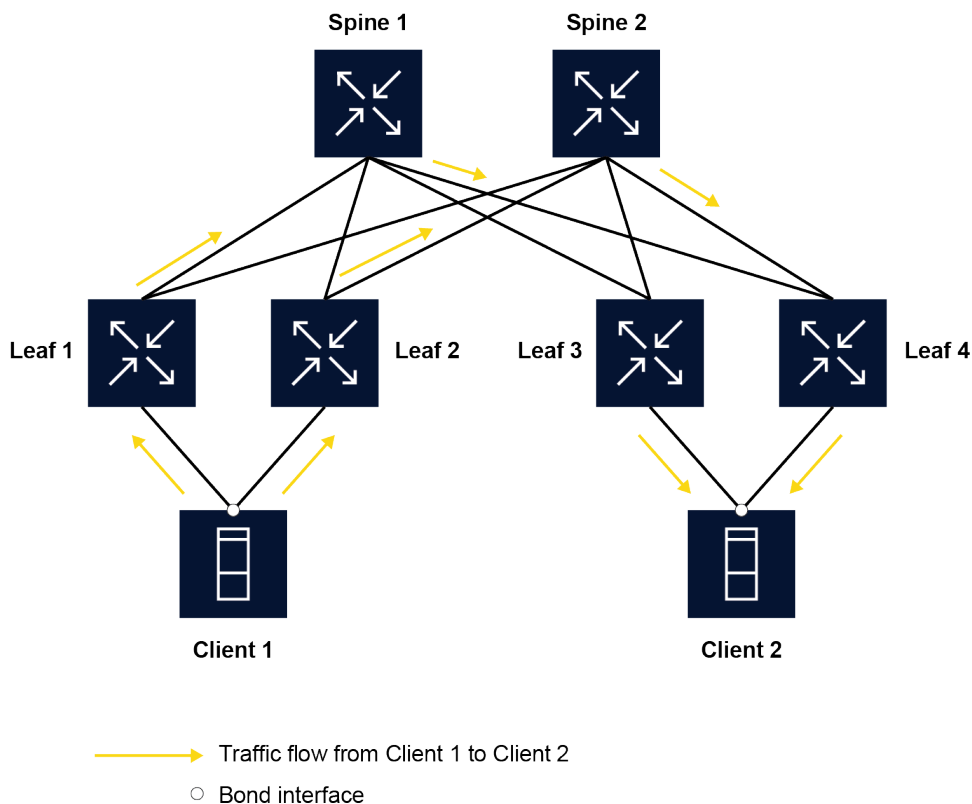 Spine 1
Spine 2
Leaf 1
Leaf 2
Leaf 3
Leaf 4
Client 1
Client 2
Traffic flow from Client 1 to Client 2
Bond interface